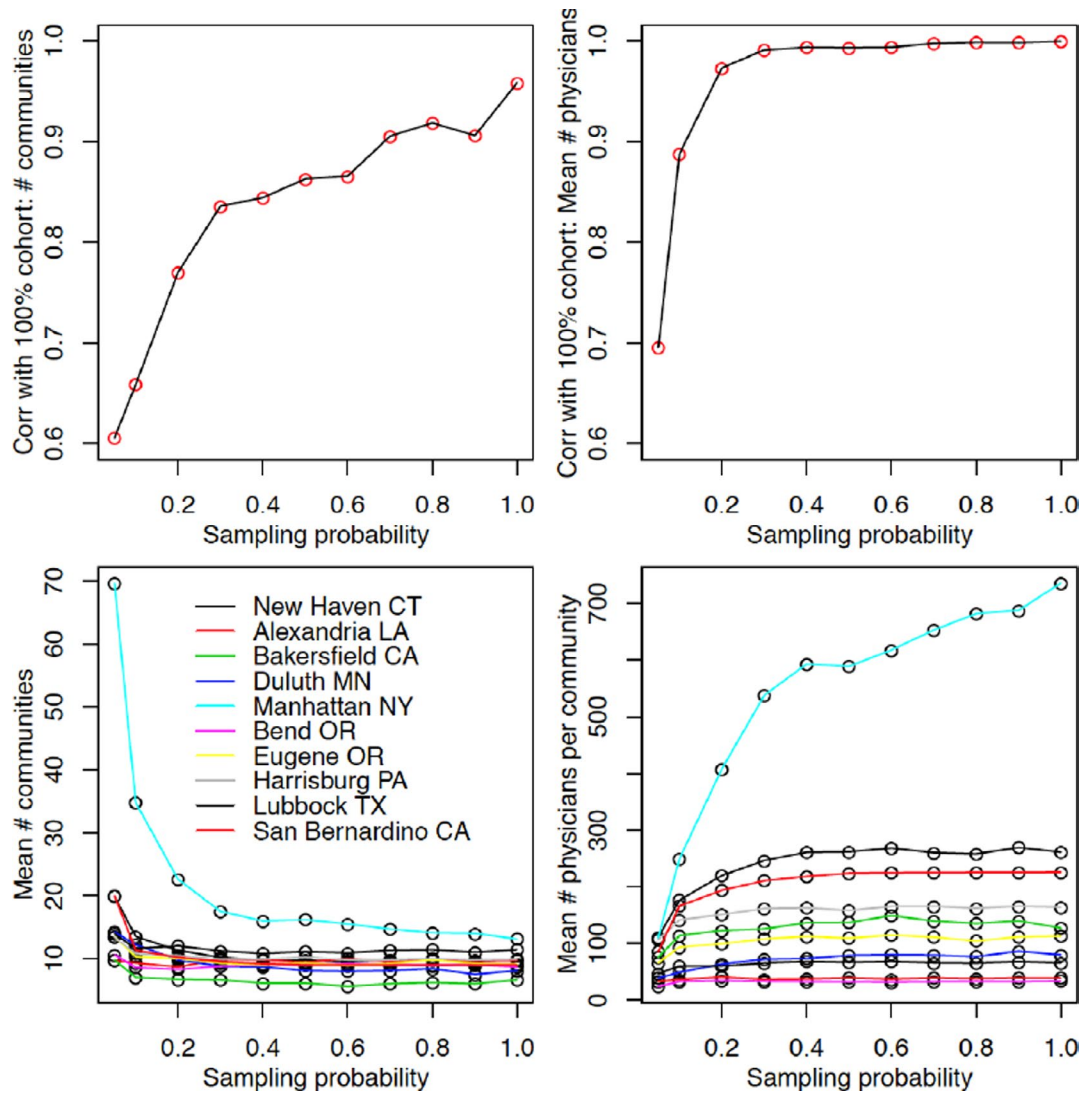 Corr with 100% cohort: # communities
1.0
0.9
0.8
0.7
0.6
0.2 0.4 0.6 0.8 1.0
Sampling probability
Corr with 100% cohort: Mean # physicians
1.0
0.9
0.8
0.7
0.6
0.2 0.4 0.6 0.8 1.0
Sampling probability
Mean # communities
70
60
50
40
30
20
10
New Haven CT
Alexandria LA
Bakersfield CA
Duluth MN
Manhattan NY
Bend OR
Eugene OR
Harrisburg PA
Lubbock TX
San Bernardino CA
0.2 0.4 0.6 0.8 1.0
Sampling probability
Mean # physicians per community
700
500
300
100
0
0.2 0.4 0.6 0.8 1.0
Sampling probability